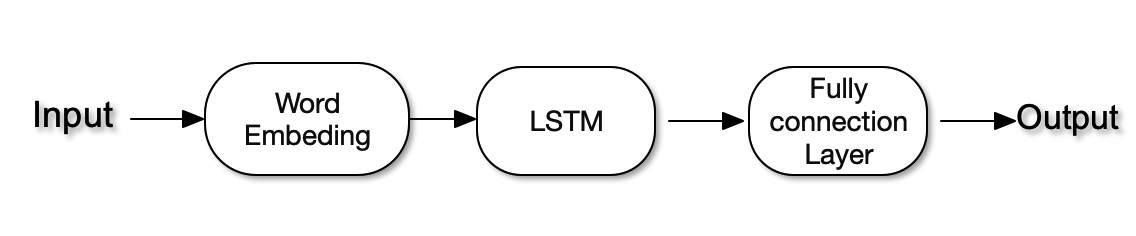 Input
Word
Embeding
LSTM
Fully
connection
Layer
Output